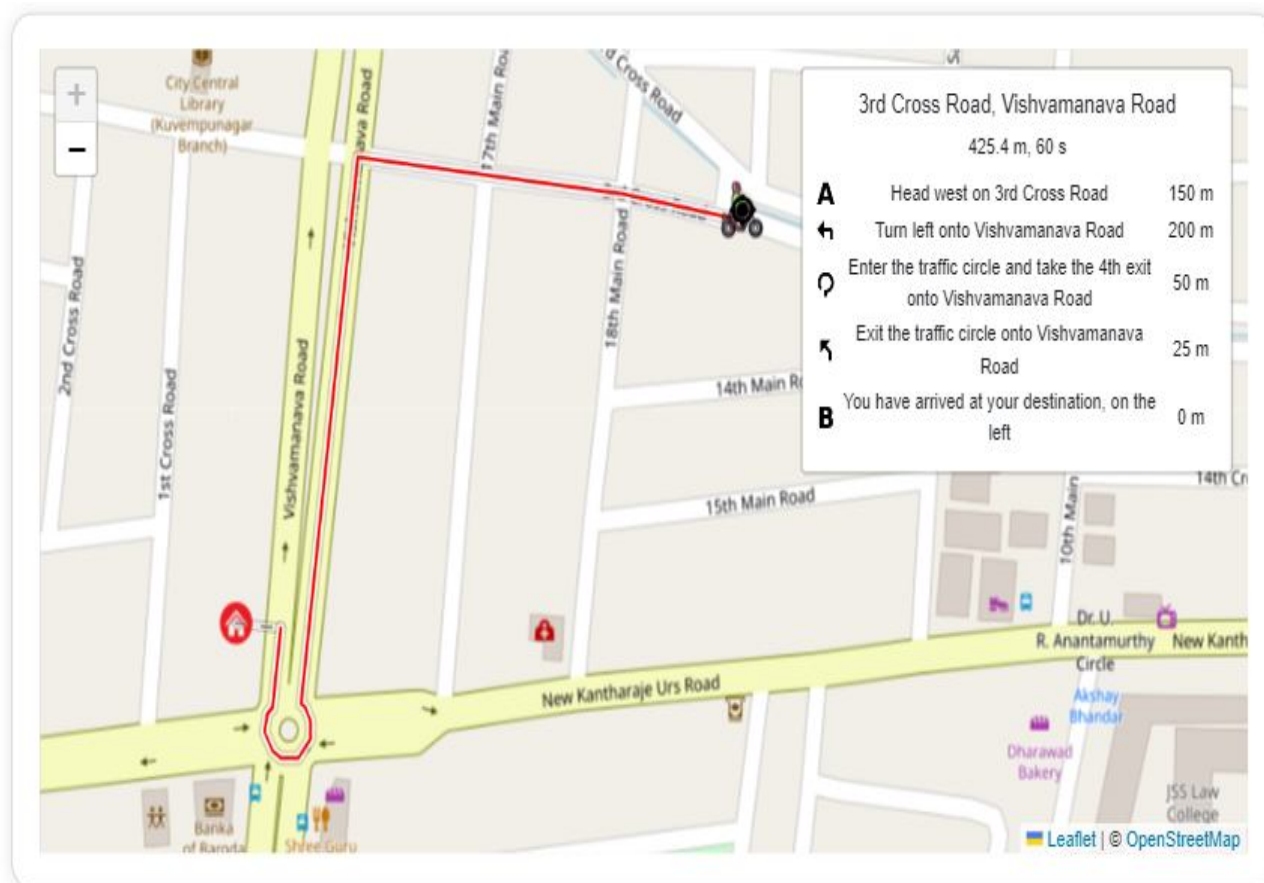 City Central
Library
(Kuvempunagar
Branch)
+
−
ava Road
17th Main Roa
d Cross Road
3rd Cross Road, Vishvamanava Road
425.4 m, 60 s
A Head west on 3rd Cross Road 150 m
Turn left onto Vishvamanava Road 200 m
Enter the traffic circle and take the 4th exit
onto Vishvamanava Road 50 m
Exit the traffic circle onto Vishvamanava
Road 25 m
B You have arrived at your destination, on the
left 0 m
2nd Cross Road
1st Cross Road
Vishvamanava Road
18th Main Road
14th Main Ro
15th Main Road
10th Main
14th Cr
New Kantharaje Urs Road
Dr. U.
R. Anantamurthy
Circle
New Kanth
Akshay
Bhandar
Dharawad
Bakery
JSS Law
College
Banka
of Baroda
Shree Guru
Leaflet | © OpenStreetMap